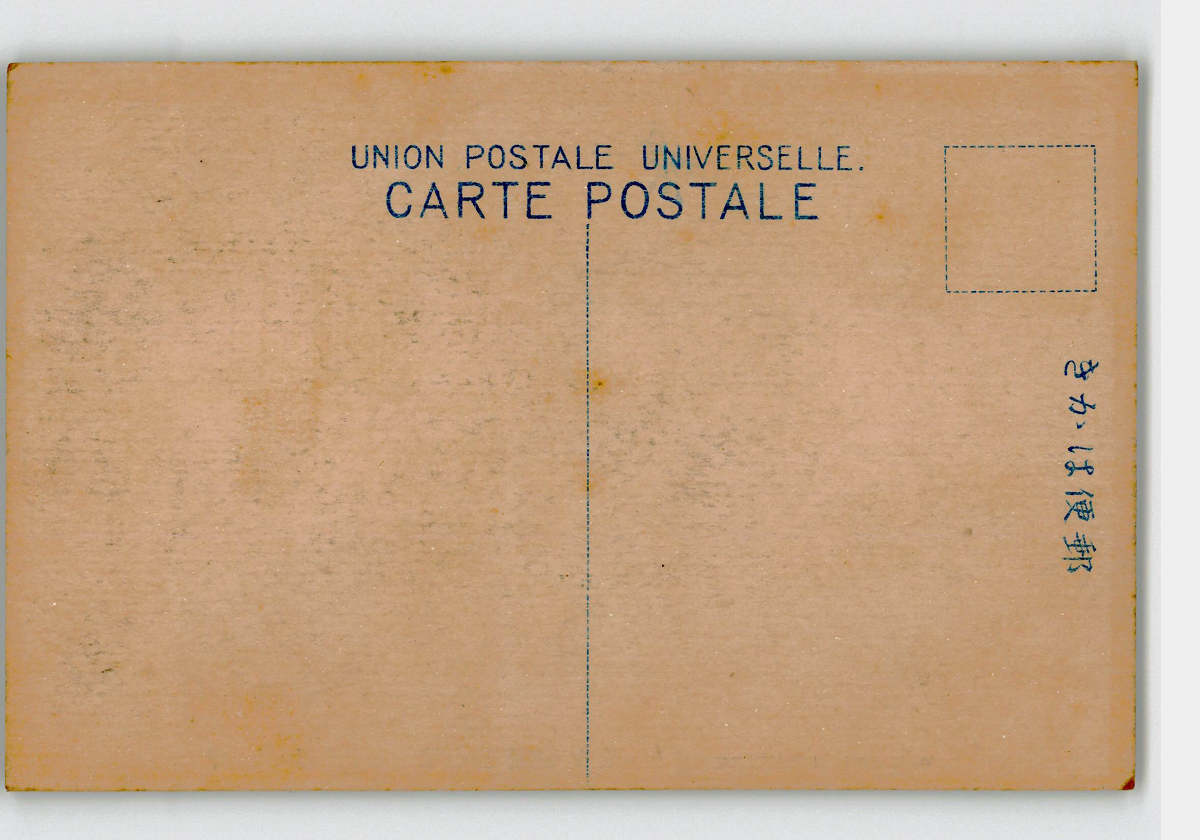 UNION POSTALE UNIVERSELLE.
CARTE POSTALE
きかは便郵